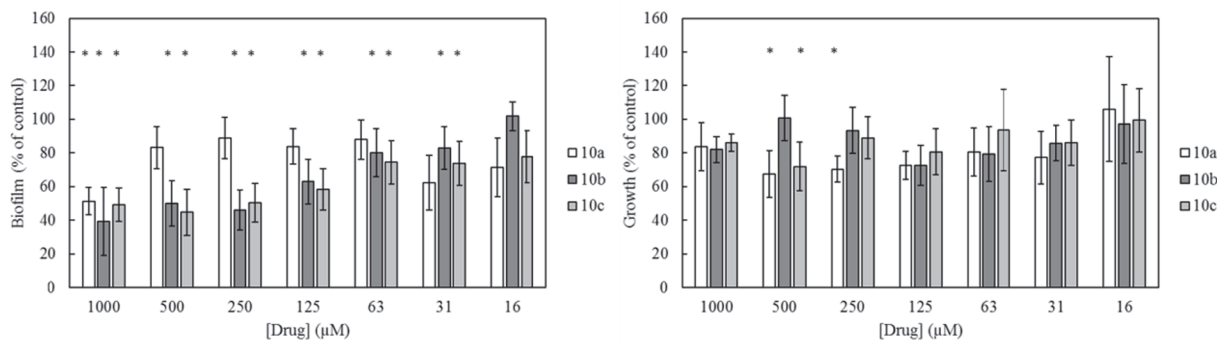 160
140
120
100
80
60
40
20
0
Biofilm (% of control)
* * * * * * * * * * * * *
1000 500 250 125 63 31 16
[Drug] (µM)
10a
10b
10c
160
140
120
100
80
60
40
20
0
Growth (% of control)
* * *
1000 500 250 125 63 31 16
[Drug] (µM)
10a
10b
10c